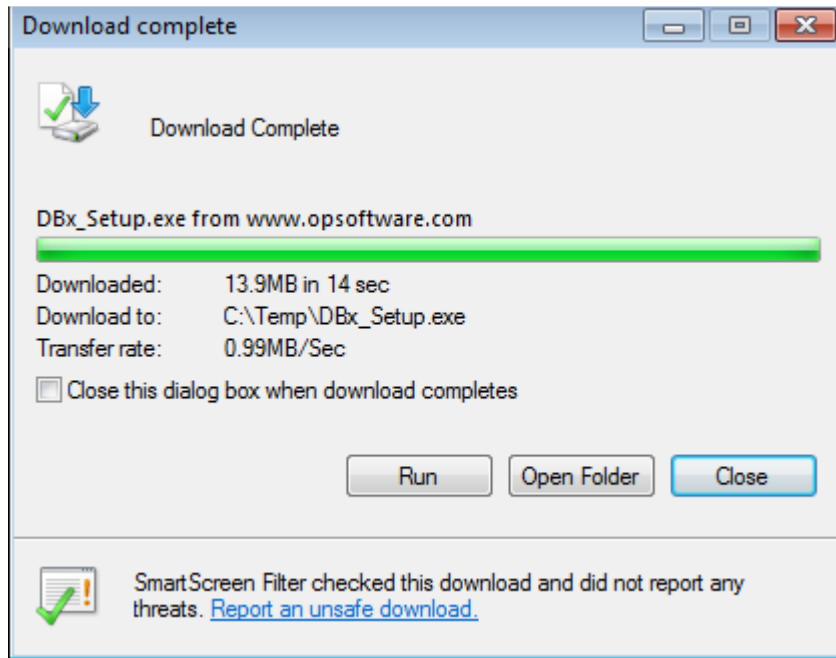 Download complete
Download Complete
DBx_Setup.exe from www.opsoftware.com
Downloaded: 13.9MB in 14 sec
Download to: C:\Temp\DBx_Setup.exe
Transfer rate: 0.99MB/Sec
Close this dialog box when download completes
Run Open Folder Close
SmartScreen Filter checked this download and did not report any
threats. Report an unsafe download.